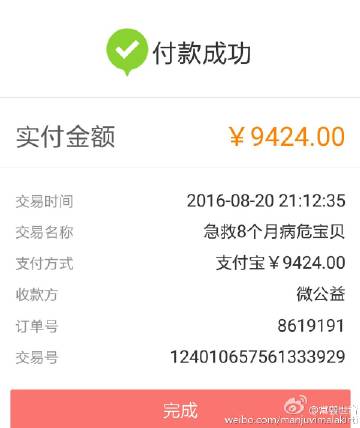 付款成功
实付金额 ￥9424.00
交易时间 2016-08-20 21:12:35
交易名称 急救8个月病危宝贝
支付方式 支付宝￥9424.00
收款方 微公益
订单号 8619191
交易号 124010657561333929
完成
weibo.com/manjuvimalakirti